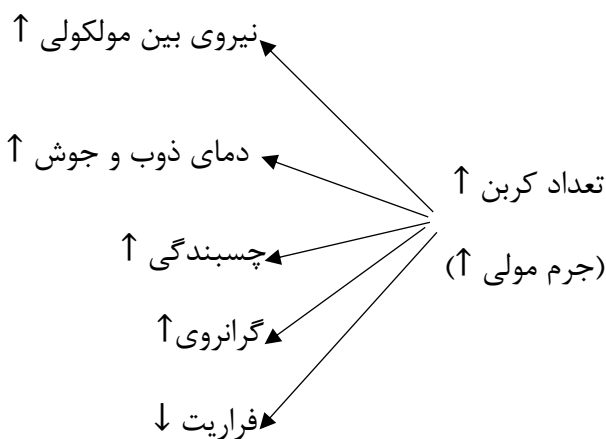 نیروی بین مولکولی ↑
دمای ذوب و جوش ↑
تعداد کربن ↑
(جرم مولی ↑)
چسبندگی ↑
گرانروی ↑
فراریت ↓